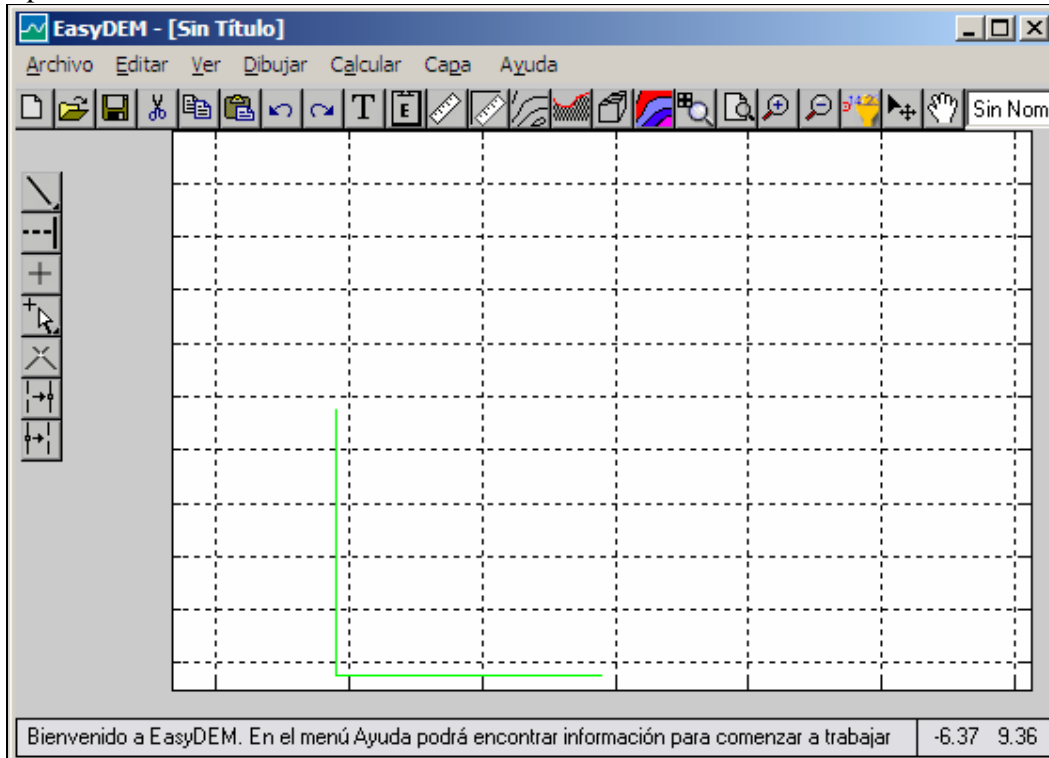 EasyDEM - [Sin Título]
Archivo Editar Ver Dibujar Calcular Capa Ayuda
T E Sin Nom
Bienvenido a EasyDEM. En el menú Ayuda podrá encontrar información para comenzar a trabajar -6.37 9.36